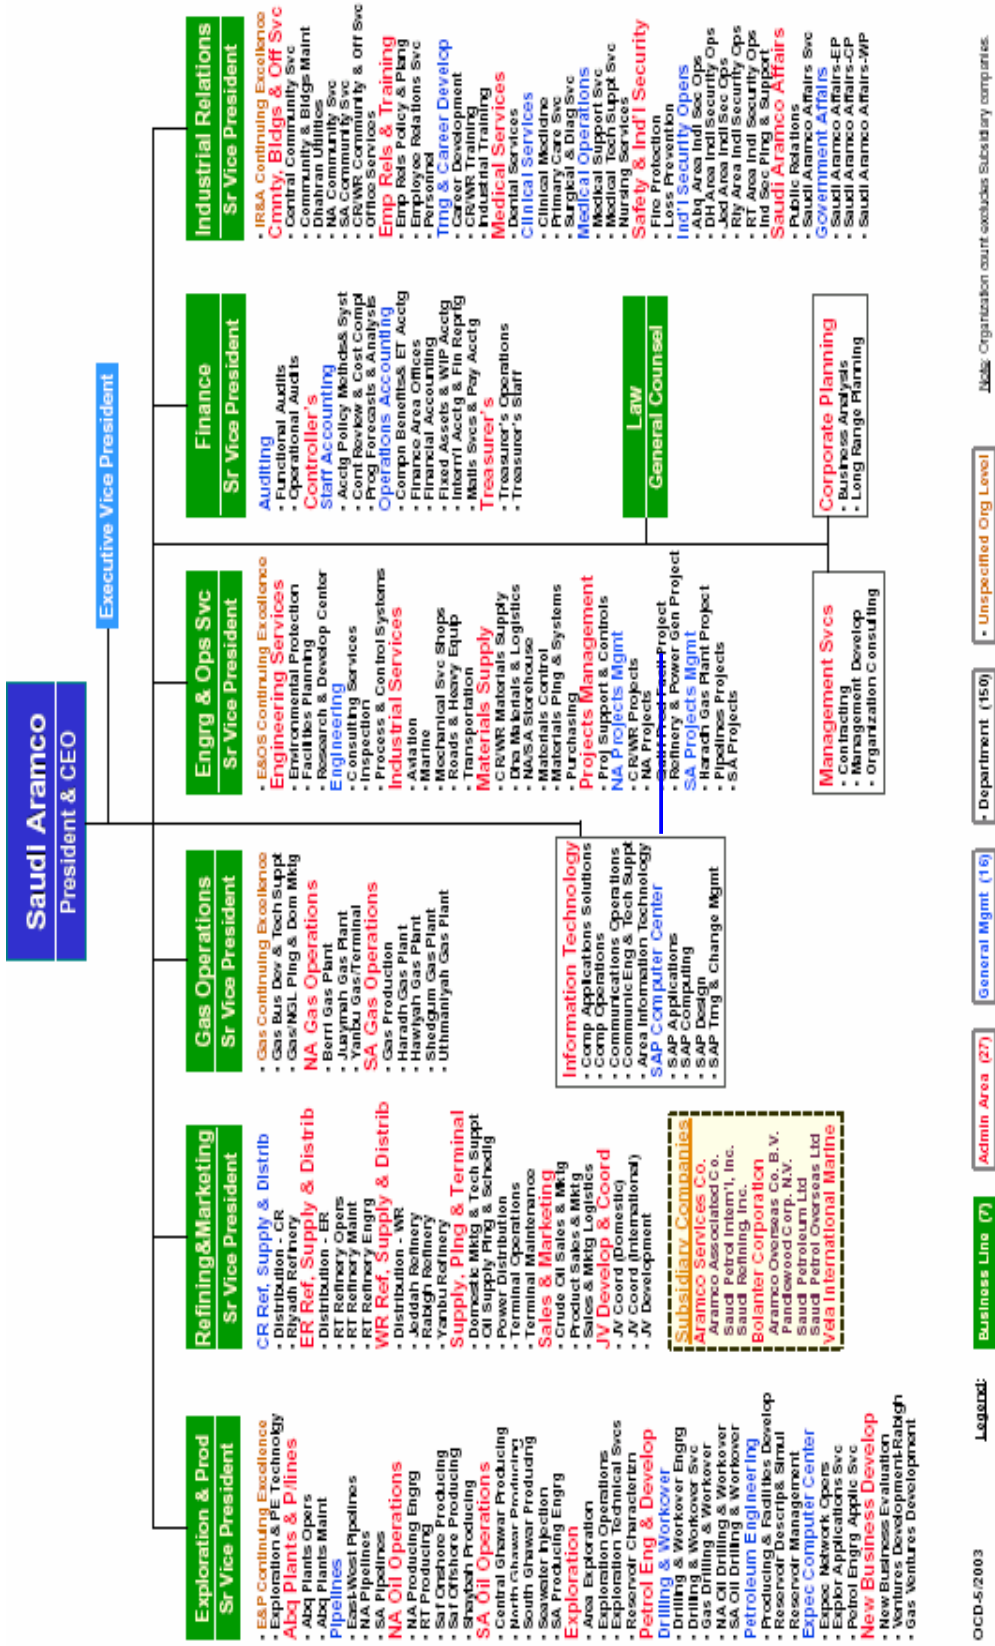 Saudi Aramco
President & CEO
Executive Vice President
Exploration & Prod
Sr Vice President
E&P Continuing Excellence
Exploration & PE Technolgy
Abq Plants & P/lines
Abq Plants Opers
Abq Plants Maint
Pipelines
East-West Pipelines
NA Pipelines
SA Pipelines
NA Oil Operations
NA Producing Engrg
RT Producing
Saf Onshore Producing
Saf Offshore Producing
Shaybah Producing
SA Oil Operations
Central Ghawar Producing
North Ghawar Producing
South Ghawar Produding
Seawater Injection
SA Producing Engrg
Exploration
Area Exploration
Exploration Operations
Exploration Technical Svcs
Reservoir Characterizn
Petrol Eng & Develop
Drilling & Workover
Drilling & Workover Engrg
Drilling & Workover Svc
Gas Drilling & Workover
NA Oil Drilling & Workover
SA Oil Drilling & Workover
Petroleum Engineering
Producing & Facilities Develop
Reservoir Descrip& Simul
Reservoir Management
Expec Computer Center
Expec Network Opers
Explor Applications Svc
Petrol Engrg Applic Svc
New Business Develop
New Business Evaluation
Ventures Development-Rabigh
Gas Ventures Development
Refining&Marketing
Sr Vice President
CR Ref, Supply & Distrib
Distribution - CR
Riyadh Refinery
ER Ref, Supply & Distrib
Distribution - ER
RT Refinery Opers
RT Refinery Maint
RT Refinery Engrg
WR Ref, Supply & Distrib
Distribution - WR
Jeddah Refinery
Rabigh Refinery
Yanbu Refinery
Supply, Plng & Terminal
Domestic Mktg & Tech Suppt
Oil Supply Plng & Schedlg
Power Distribution
Terminal Operations
Terminal Maintenance
Sales & Marketing
Crude Oil Sales & Mktg
Product Sales & Mktg
Sales & Mktg Logistics
JV Develop & Coord
JV Coord (Domestic)
JV Coord (International)
JV Development
Subsidiary Companies
Aramco Services Co.
Aramco Associated Co.
Saudi Petrol Intern'l, Inc.
Saudi Refining, Inc.
Bolanter Corporation
Aramco Overseas Co. B.V.
Pandlewood Corp. N.V.
Saudi Petroleum Ltd
Saudi Petrol Overseas Ltd
Vela International Marine
Gas Operations
Sr Vice President
Gas Continuing Excellence
Gas Bus Dev & Tech Suppt
Gas/NGL Plng & Dom Mktg
NA Gas Operations
Berri Gas Plant
Juaymah Gas Plant
Yanbu Gas/Terminal
SA Gas Operations
Gas Production
Haradh Gas Plant
Hawiyah Gas Plant
Shedgum Gas Plant
Uthmaniyah Gas Plant
Information Technology
Comp Applications Solutions
Comp Operations
Communications Operations
Communic Eng & Tech Suppt
Area Information Technology
SAP Computer Center
SAP Applications
SAP Computing
SAP Design
SAP Trng & Change Mgmt
Engrg & Ops Svc
Sr Vice President
E&OS Continuing Excellence
Engineering Services
Environmental Protection
Facilities Planning
Research & Develop Center
Engineering
Consulting Services
Inspection
Process & Control Systems
Industrial Services
Aviation
Marine
Mechanical Svc Shops
Roads & Heavy Equip
Transportation
Materials Supply
CR/WR Materials Supply
Dha Materials & Logistics
NA/SA Storehouse
Materials Control
Materials Plng & Systems
Purchasing
Projects Management
Proj Support & Controls
NA Projects Mgmt
CR/WR Projects
NA Projects
Qatif Prod Facil Project
Refinery & Power Gen Project
SA Projects Mgmt
Haradh Gas Plant Project
Pipelines Projects
SA Projects
Management Svcs
Contracting
Management Develop
Organization Consulting
Finance
Sr Vice President
Auditing
Functional Audits
Operational Audits
Controller's
Staff Accounting
Acctg Policy Methds& Syst
Cont Review & Cost Compl
Prog Forecasts & Analysis
Operations Accounting
Compn Benefits& ET Acctg
Finance Area Offices
Financial Accounting
Fixed Assets & WIP Acctg
Intern'l Acctg & Fin Reprtg
Matls Svcs & Pay Acctg
Treasurer's
Treasurer's Operations
Treasurer's Staff
Law
General Counsel
Corporate Planning
Business Analysis
Long Range Planning
Industrial Relations
Sr Vice President
IR&A Continuing Excellence
Cmnty, Bldgs & Off Svc
Central Community Svc
Community & Bldgs Maint
Dhahran Utilities
NA Community Svc
SA Community Svc
CR/WR Community & Off Svc
Office Services
Emp Rels & Training
Emp Rels Policy & Plang
Employee Relations Svc
Personnel
Trng & Career Develop
Career Development
CR/WR Training
Industrial Training
Medical Services
Dental Services
Clinical Services
Clinical Medicine
Primary Care Svc
Surgical & Diag Svc
Medical Operations
Medical Support Svc
Medical Tech Suppt Svc
Nursing Services
Safety & Ind'l Security
Fire Protection
Loss Prevention
Ind'l Security Opers
Abq Area Indl Sec Ops
DH Area Indl Security Ops
Jed Area Indl Sec Ops
Riy Area Indl Security Ops
RT Area Indl Security Ops
Ind Sec Plng & Support
Saudi Aramco Affairs
Public Relations
Saudi Aramco Affairs Svc
Government Affairs
Saudi Aramco Affairs-EP
Saudi Aramco Affairs-CP
Saudi Aramco Affairs-WP
OCD-5/2003
Legend:
Business Line (7)
Admin Area (27)
General Mgmt (16)
Department (150)
Unspecified Org Level
Note: Organization count excludes Subsidiary companies.